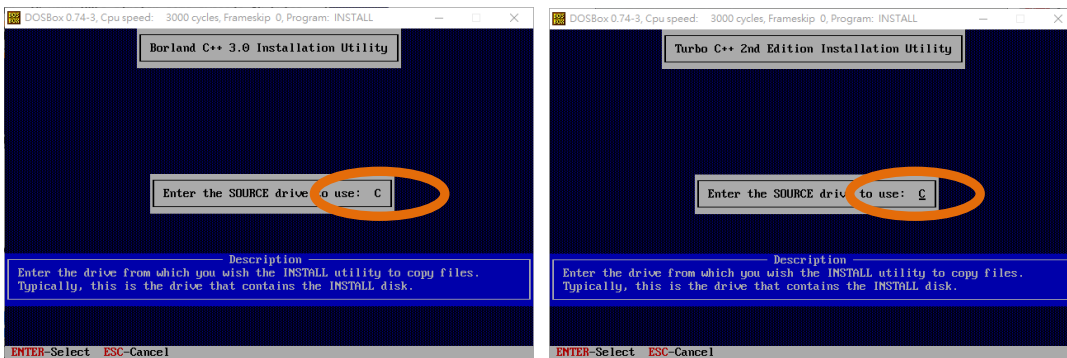 DOSBox 0.74-3, Cpu speed: 3000 cycles, Frameskip 0, Program: INSTALL
Borland C++ 3.0 Installation Utility
Enter the SOURCE drive to use: C
Description
Enter the drive from which you wish the INSTALL utility to copy files.
Typically, this is the drive that contains the INSTALL disk.
ENTER-Select ESC-Cancel
DOSBox 0.74-3, Cpu speed: 3000 cycles, Frameskip 0, Program: INSTALL
Turbo C++ 2nd Edition Installation Utility
Enter the SOURCE drive to use: C
Description
Enter the drive from which you wish the INSTALL utility to copy files.
Typically, this is the drive that contains the INSTALL disk.
ENTER-Select ESC-Cancel